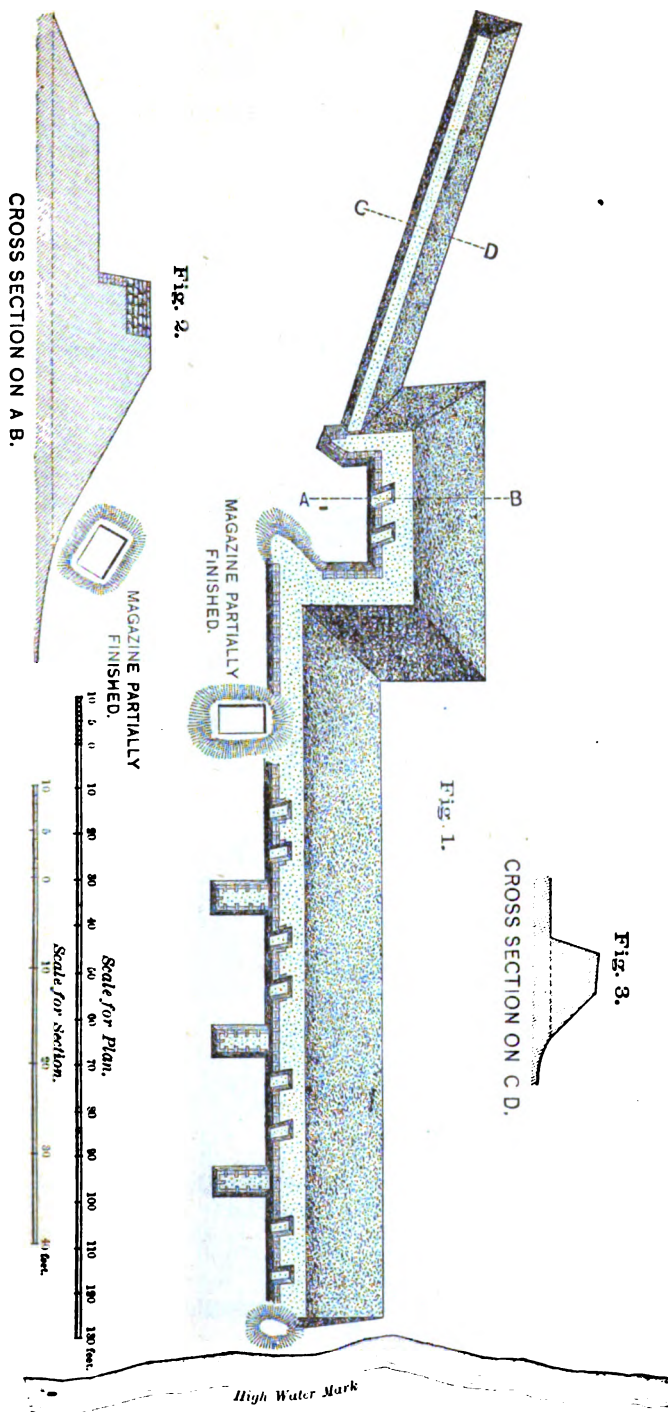 Fig. 1.
C
D
A
B
MAGAZINE PARTIALLY
FINISHED.
High Water Mark
Fig. 2.
CROSS SECTION ON A B.
MAGAZINE PARTIALLY
FINISHED.
Fig. 3.
CROSS SECTION ON C D.
10 5 0 10 20 30 40 50 60 70 80 90 100 110 120 130 feet.
Scale for Plan.
Scale for Section.
10 5 0 10 20 30 40 feet.